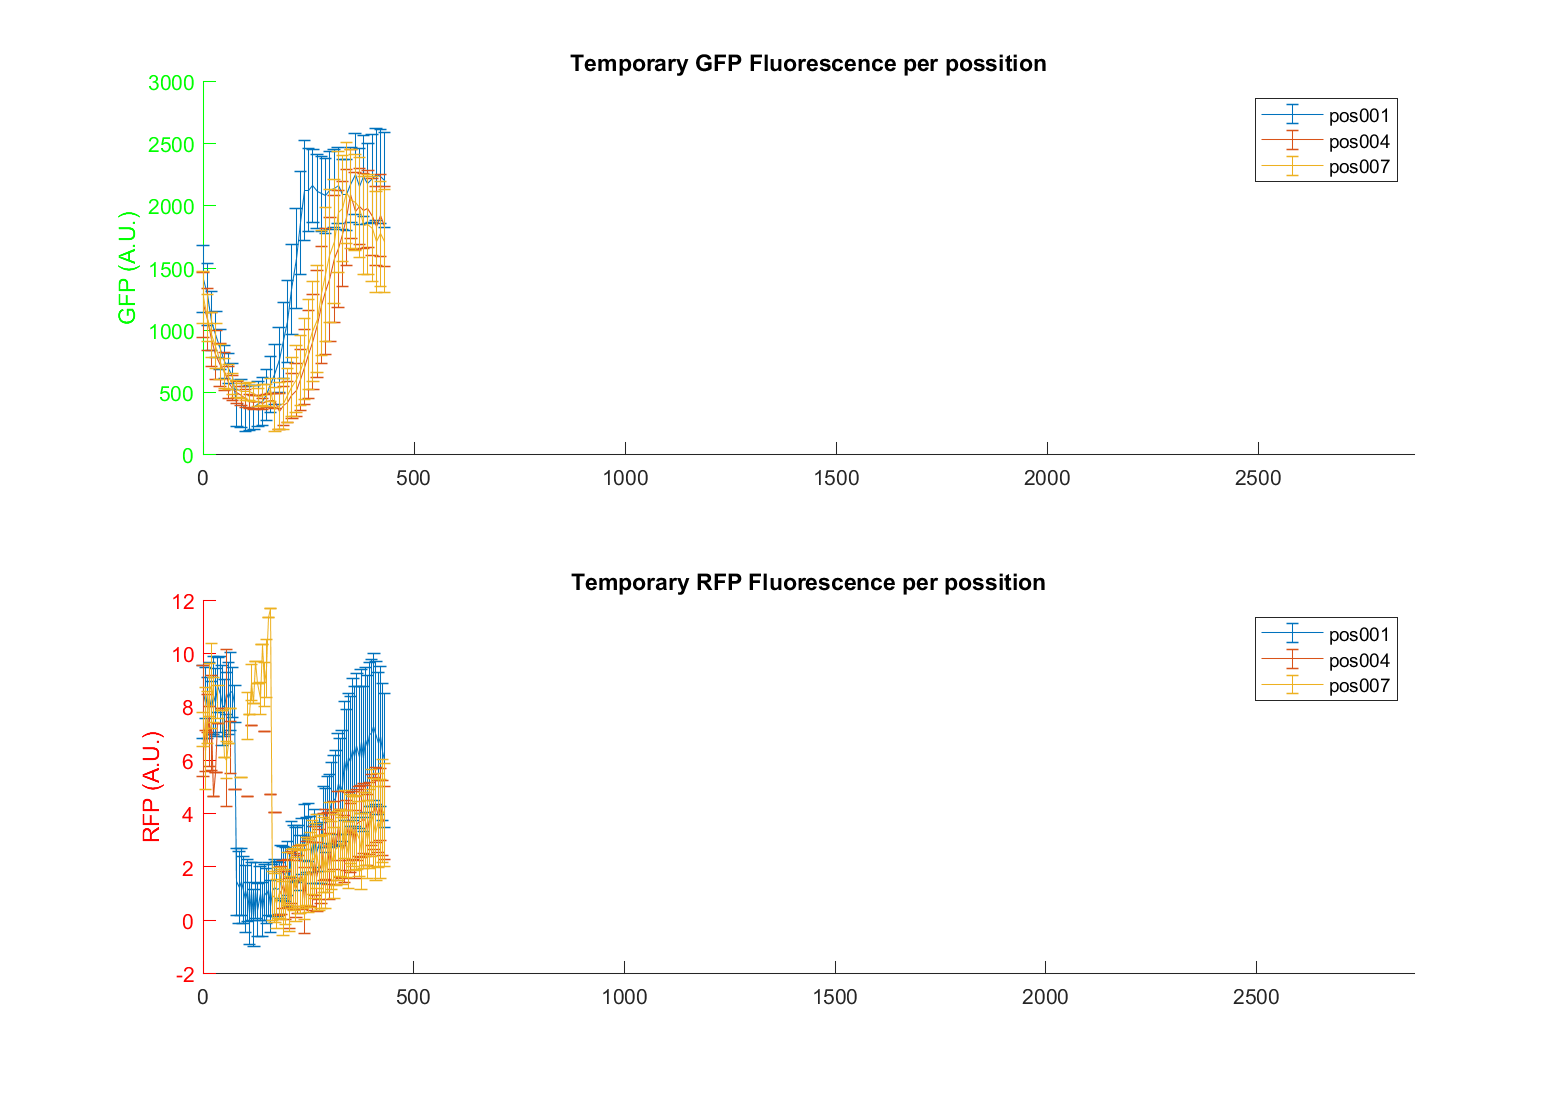 Temporary GFP Fluorescence per possition
3000
2500
2000
1500
1000
500
0
GFP (A.U.)
0 500 1000 1500 2000 2500
pos001
pos004
pos007
Temporary RFP Fluorescence per possition
12
10
8
6
4
2
0
-2
RFP (A.U.)
0 500 1000 1500 2000 2500
pos001
pos004
pos007